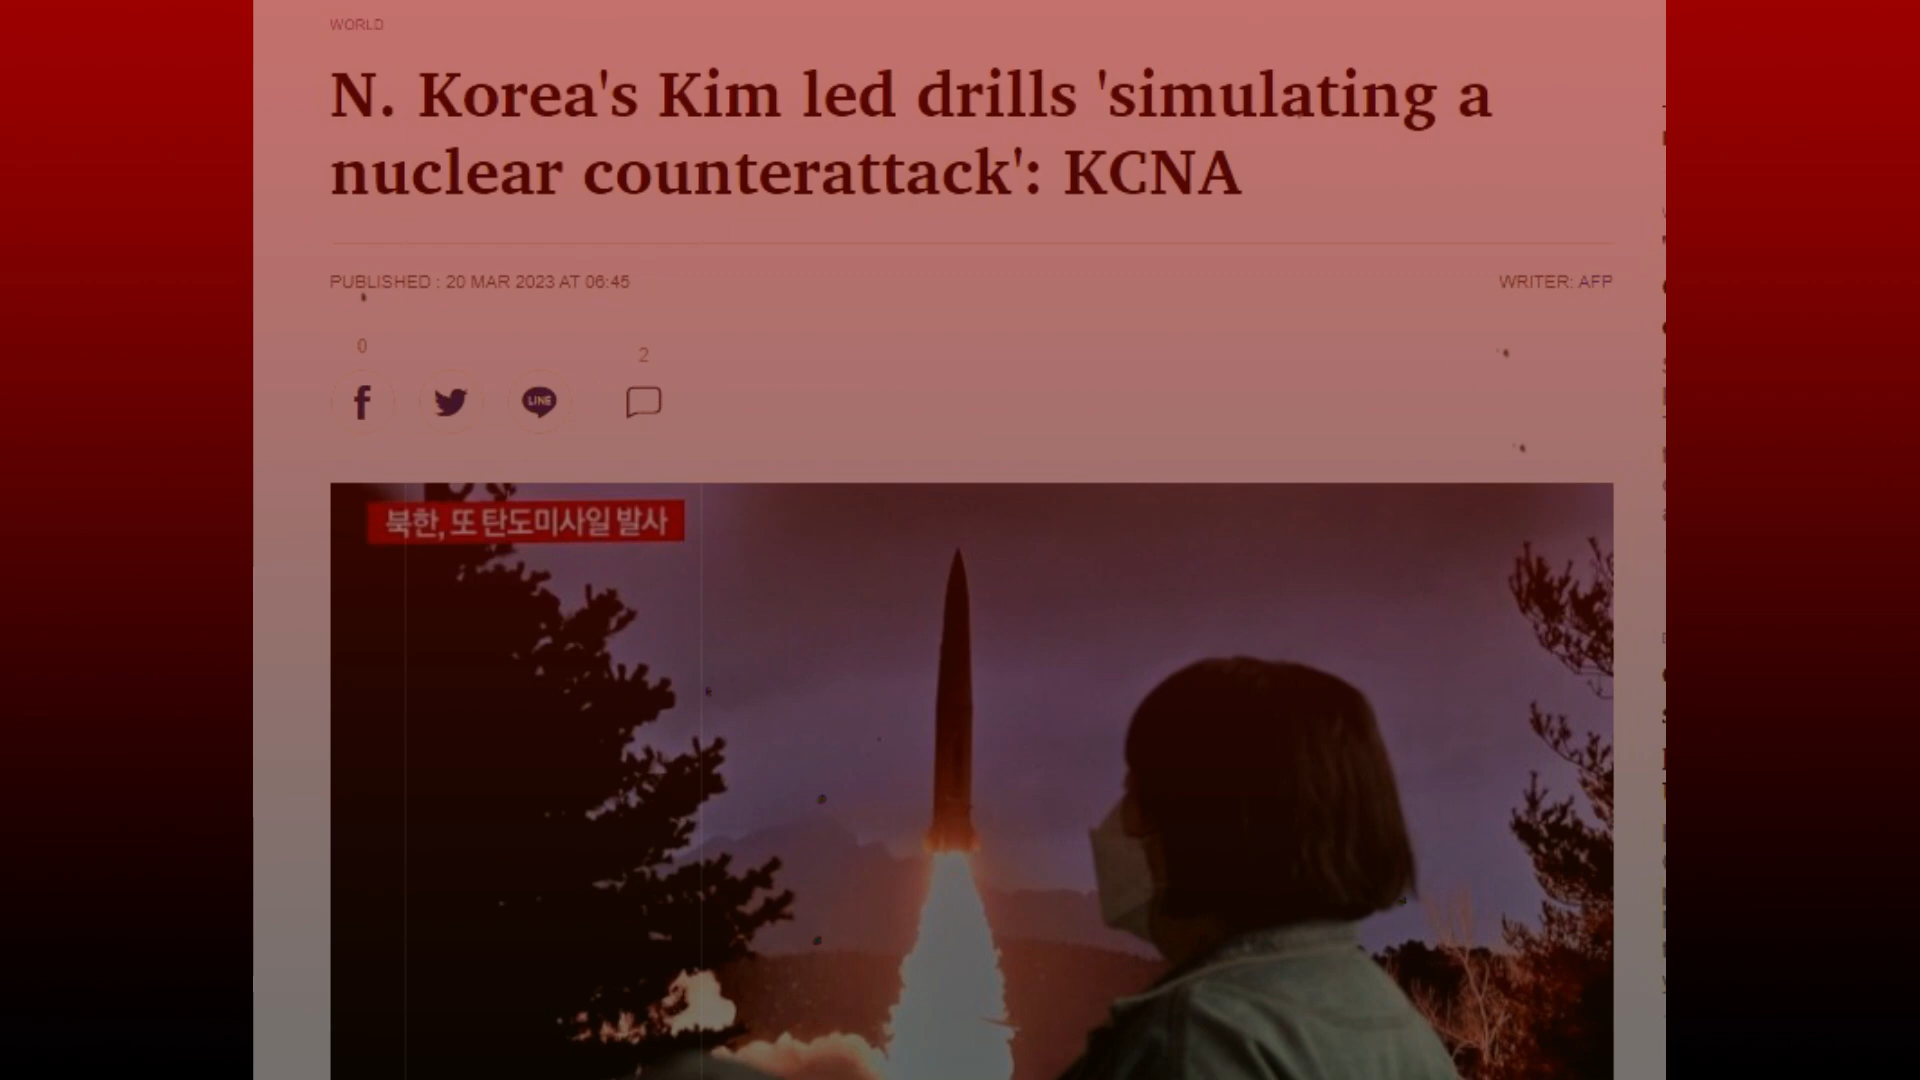 WORLD
N. Korea's Kim led drills 'simulating a
nuclear counterattack': KCNA
PUBLISHED : 20 MAR 2023 AT 06:45
WRITER: AFP
0
2
LINE
북한, 또 탄도미사일 발사